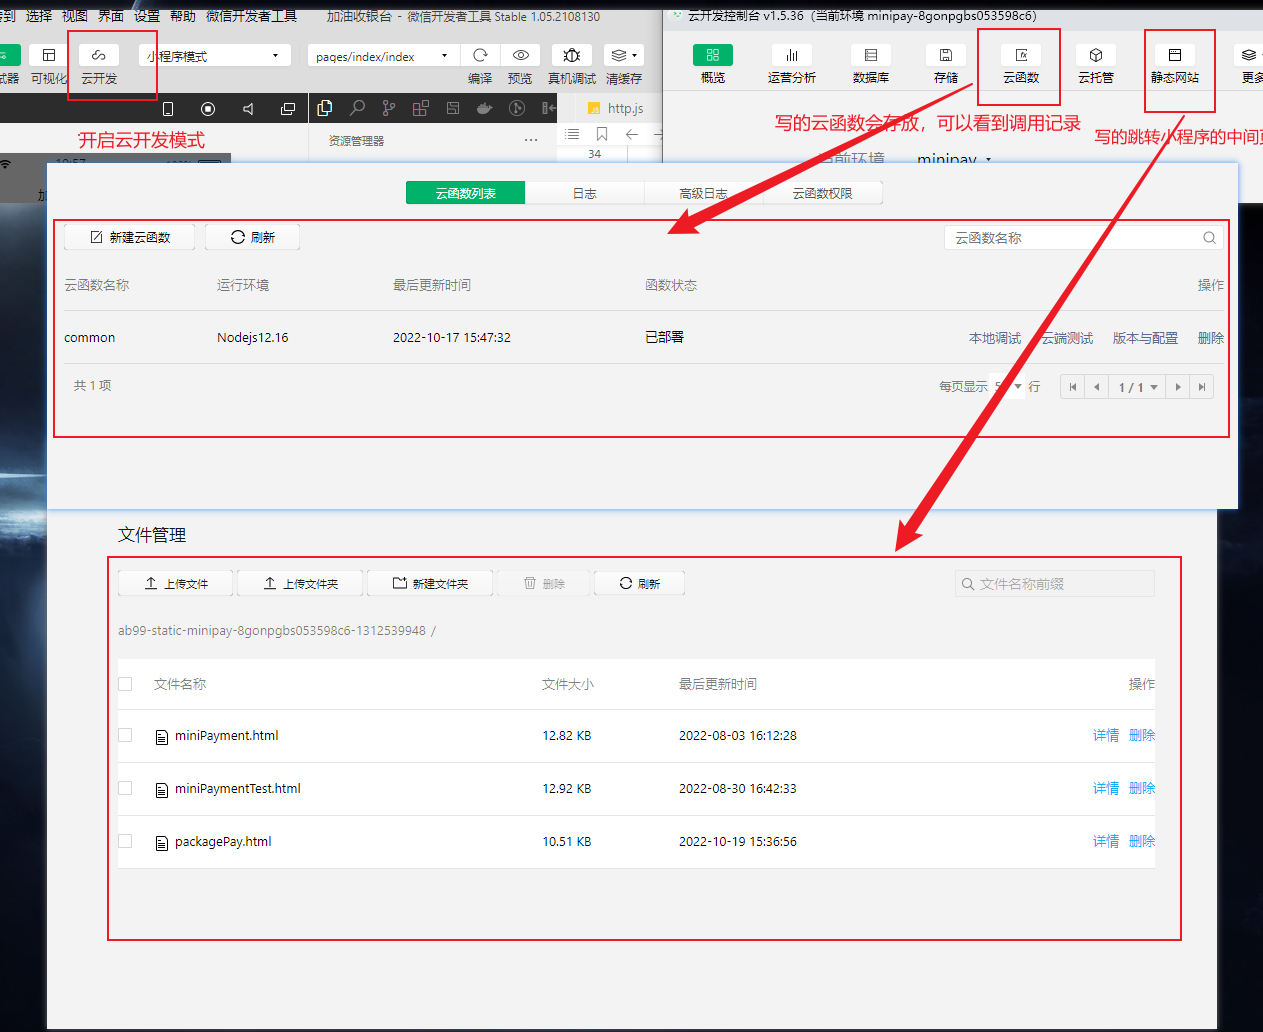 选择 视图 界面 设置 帮助 微信开发者工具
加油收银台 - 微信开发者工具 Stable 1.05.2108130
云开发控制台 v1.5.36 (当前环境 minipay-8gonpgbs053598c6)
试器 可视化 云开发
小程序模式
pages/index/index
编译 预览 真机调试 清缓存
概览 运营分析 数据库 存储 云函数 云托管 静态网站 更多
开启云开发模式
资源管理器 ···
http.js
34
写的云函数会存放，可以看到调用记录
写的跳转小程序的中间页
当前环境 minipay
10:57
加
云函数列表 日志 高级日志 云函数权限
新建云函数 刷新 云函数名称
云函数名称 运行环境 最后更新时间 函数状态 操作
common Nodejs12.16 2022-10-17 15:47:32 已部署 本地调试 云端测试 版本与配置 删除
共 1 项 每页显示 5 行 1 / 1
文件管理
上传文件 上传文件夹 新建文件夹 删除 刷新 文件名称前缀
ab99-static-minipay-8gonpgbs053598c6-1312539948 /
文件名称 文件大小 最后更新时间 操作
miniPayment.html 12.82 KB 2022-08-03 16:12:28 详情 删除
miniPaymentTest.html 12.92 KB 2022-08-30 16:42:33 详情 删除
packagePay.html 10.51 KB 2022-10-19 15:36:56 详情 删除